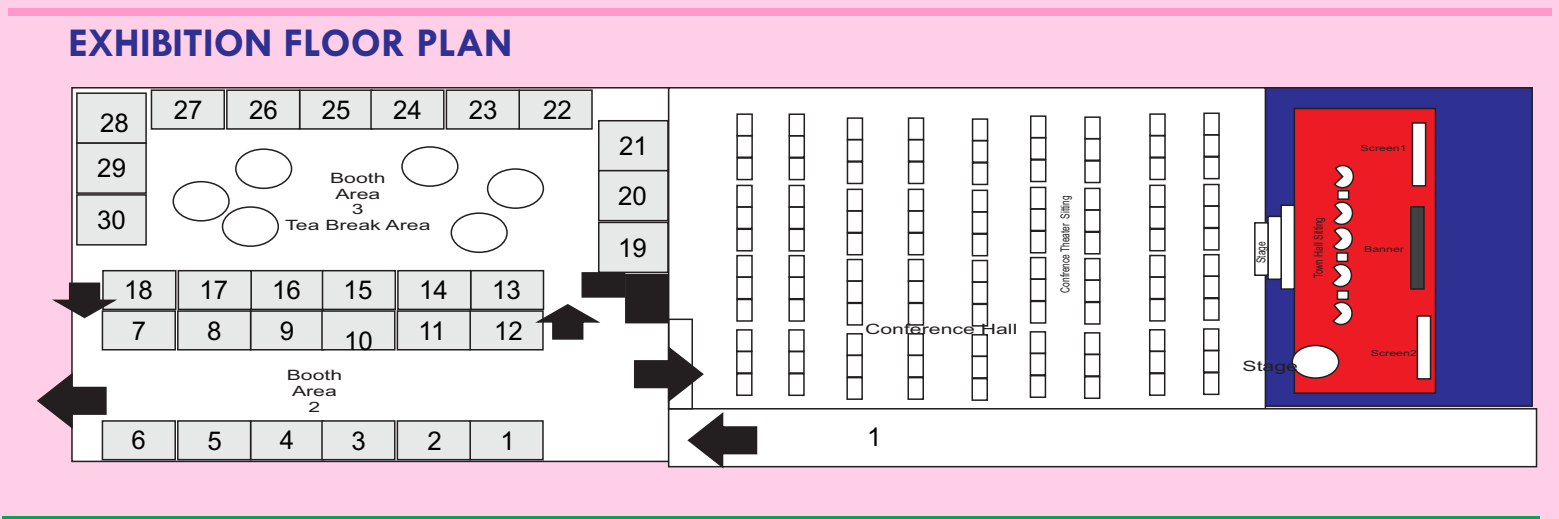 EXHIBITION FLOOR PLAN
28 27 26 25 24 23 22
29
30
21
20
19
Booth
Area
3
Tea Break Area
18 17 16 15 14 13
7 8 9 10 11 12
Booth
Area
2
6 5 4 3 2 1
Confrence Theater Sitting
Conference Hall
1
Stage
Stage
Town Hall Sitting
Screen1
Banner
Screen2